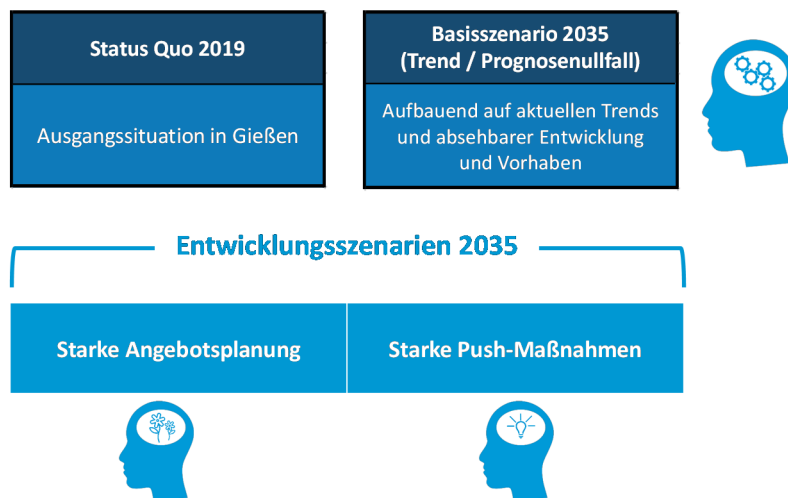 Status Quo 2019
Ausgangssituation in Gießen
Basisszenario 2035
(Trend / Prognosenullfall)
Aufbauend auf aktuellen Trends
und absehbarer Entwicklung
und Vorhaben
Entwicklungsszenarien 2035
Starke Angebotsplanung
Starke Push-Maßnahmen